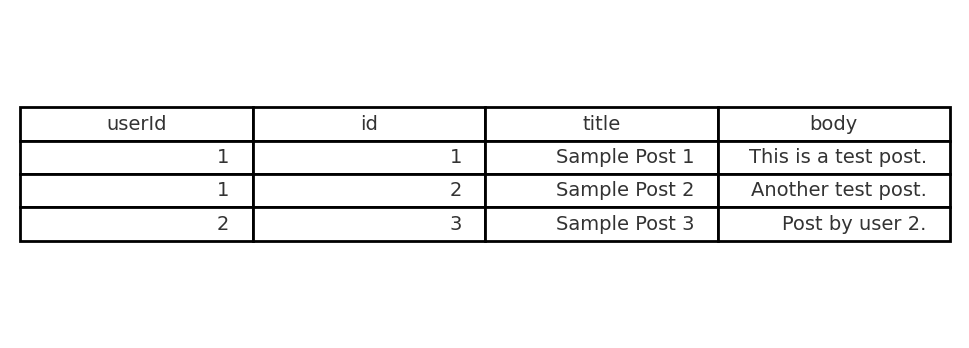 userId id title body
1 1 Sample Post 1 This is a test post.
1 2 Sample Post 2 Another test post.
2 3 Sample Post 3 Post by user 2.